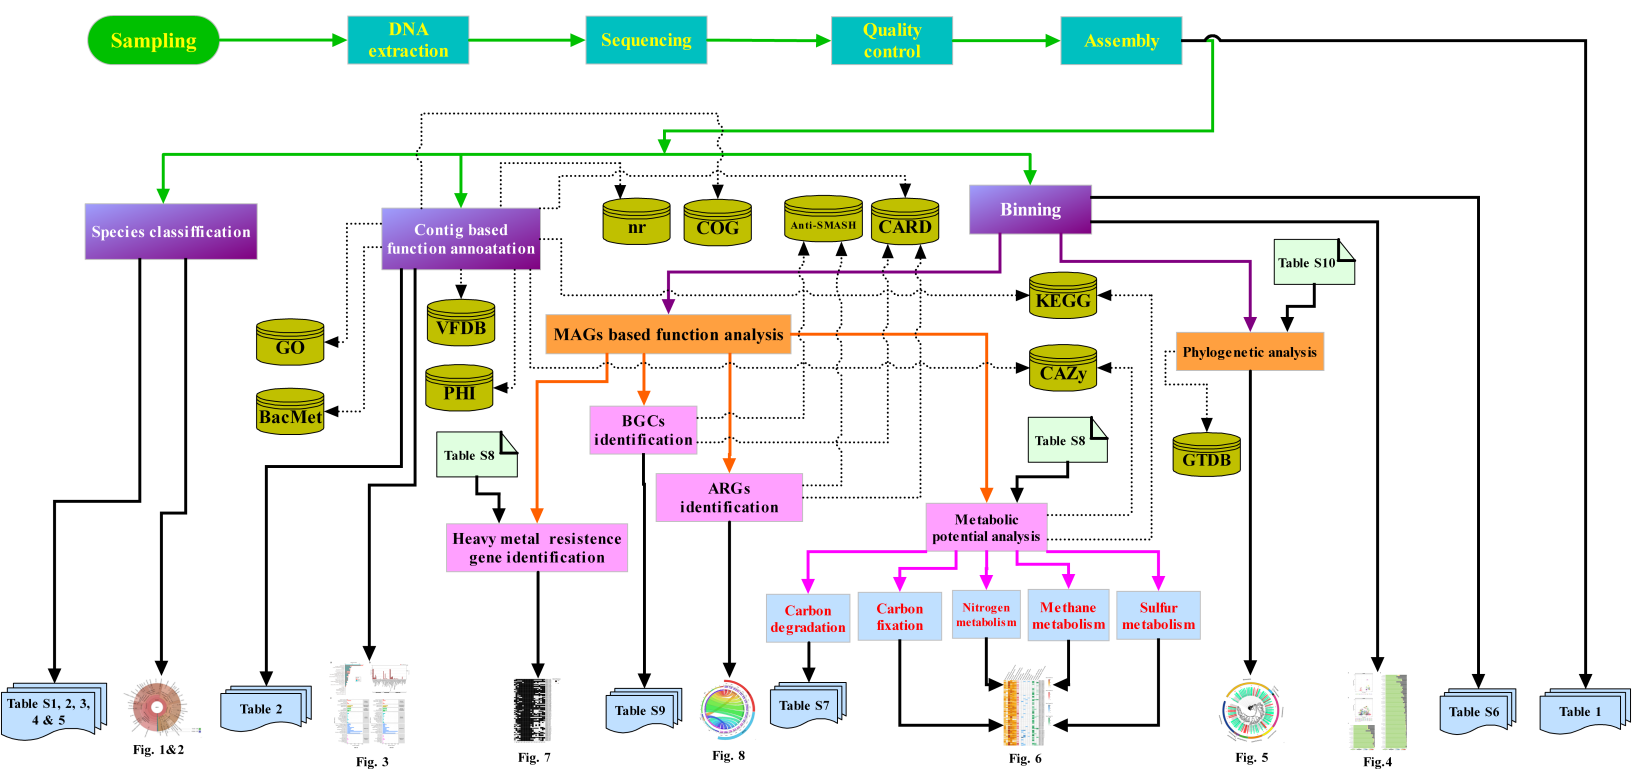 Sampling
DNA
extraction
Sequencing
Quality
control
Assembly
Species classiffication
Contig based
function annoatation
nr
COG
Anti-SMASH
CARD
Binning
Table S10
KEGG
VFDB
GO
MAGs based function analysis
Phylogenetic analysis
CAZy
PHI
BacMet
BGCs
identification
Table S8
Table S8
GTDB
ARGs
identification
Metabolic
potential analysis
Heavy metal resistence
gene identification
Carbon
degradation
Carbon
fixation
Nitrogen
metabolism
Methane
metabolism
Sulfur
metabolism
Table S1, 2, 3,
4 & 5
Table 2
Table S9
Table S7
Table S6
Table 1
Fig. 1&2
Fig. 3
Fig. 7
Fig. 8
Fig. 6
Fig. 5
Fig.4